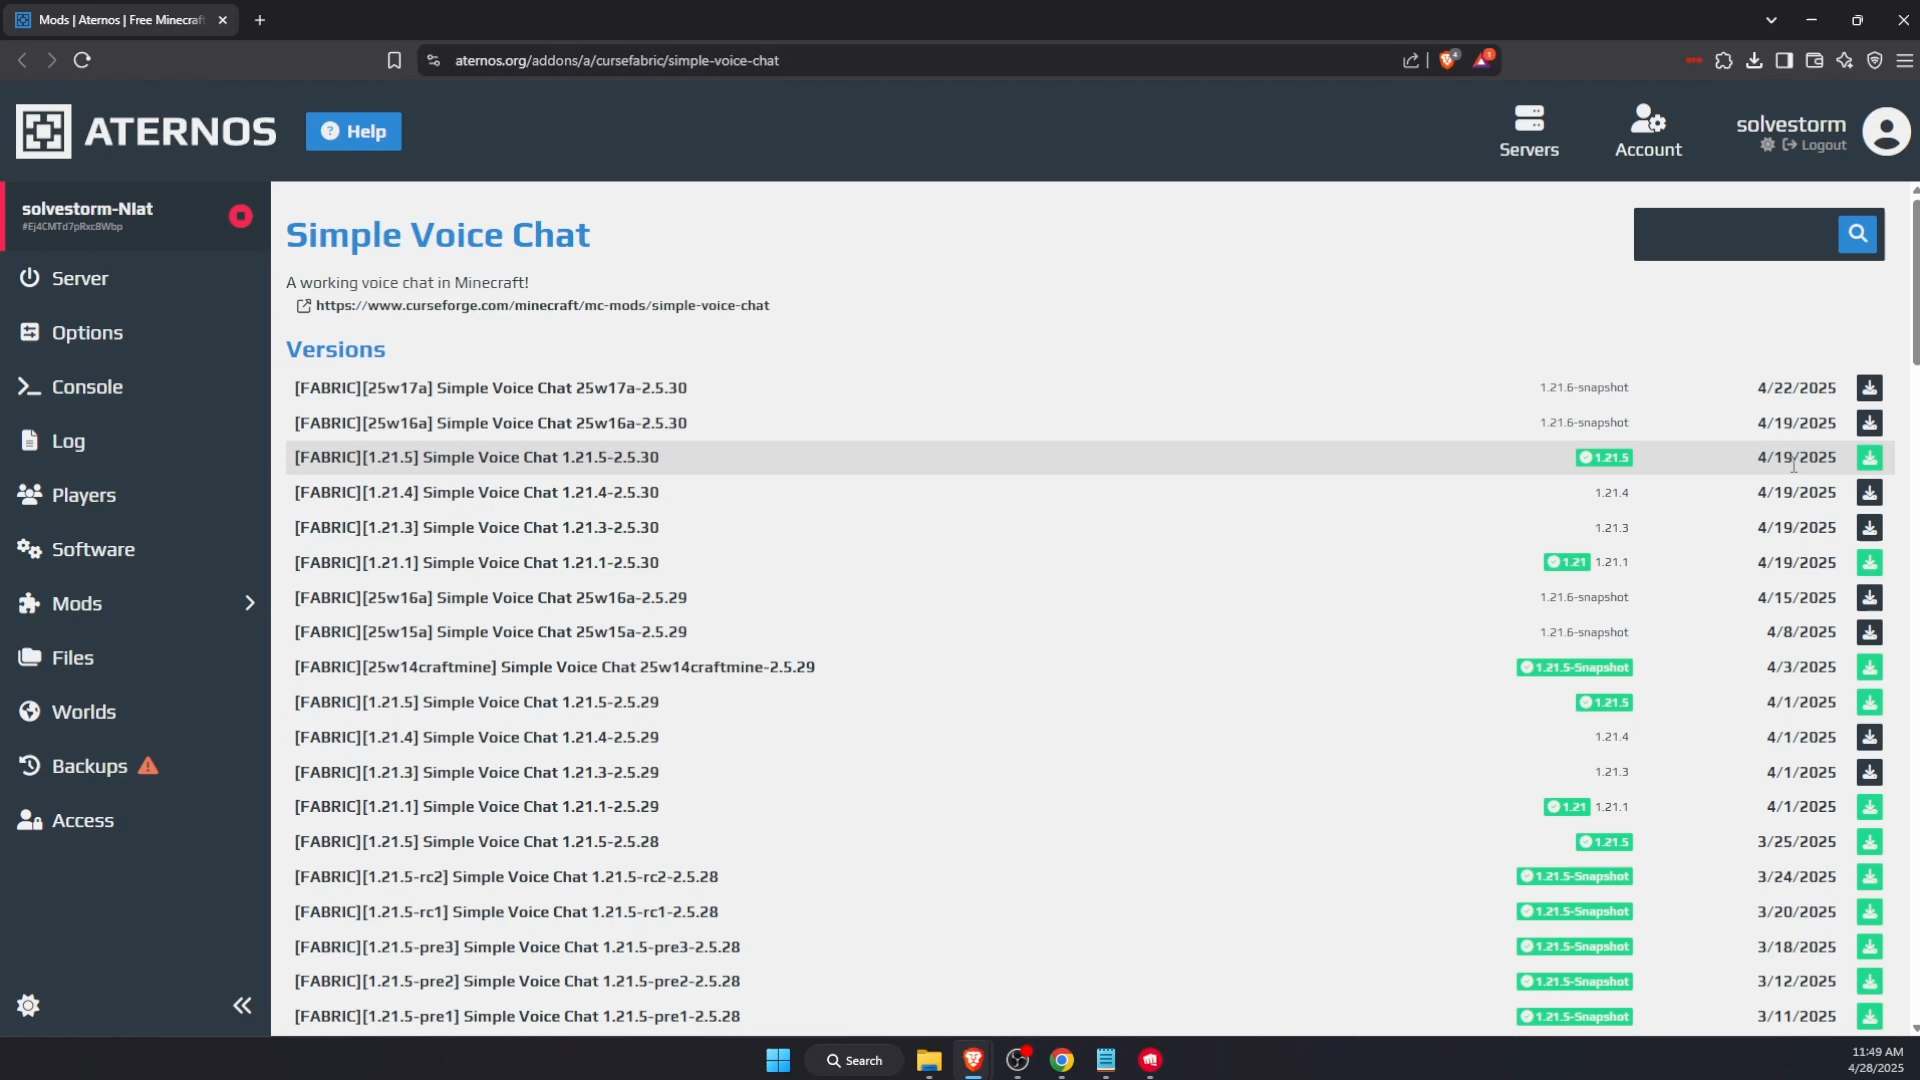 Mods | Aternos | Free Minecraft
aternos.org/addons/a/cursefabric/simple-voice-chat
4
1
ATERNOS
? Help
Servers
Account
solvestorm
Logout
solvestorm-NIat
#Ej4CMTd7pRxcBWbp
Server
Options
Console
Log
Players
Software
Mods
Files
Worlds
Backups
Access
Simple Voice Chat
A working voice chat in Minecraft!
https://www.curseforge.com/minecraft/mc-mods/simple-voice-chat
Versions
[FABRIC][25w17a] Simple Voice Chat 25w17a-2.5.30 1.21.6-snapshot 4/22/2025
[FABRIC][25w16a] Simple Voice Chat 25w16a-2.5.30 1.21.6-snapshot 4/19/2025
[FABRIC][1.21.5] Simple Voice Chat 1.21.5-2.5.30 1.21.5 4/19/2025
[FABRIC][1.21.4] Simple Voice Chat 1.21.4-2.5.30 1.21.4 4/19/2025
[FABRIC][1.21.3] Simple Voice Chat 1.21.3-2.5.30 1.21.3 4/19/2025
[FABRIC][1.21.1] Simple Voice Chat 1.21.1-2.5.30 1.21 1.21.1 4/19/2025
[FABRIC][25w16a] Simple Voice Chat 25w16a-2.5.29 1.21.6-snapshot 4/15/2025
[FABRIC][25w15a] Simple Voice Chat 25w15a-2.5.29 1.21.6-snapshot 4/8/2025
[FABRIC][25w14craftmine] Simple Voice Chat 25w14craftmine-2.5.29 1.21.5-Snapshot 4/3/2025
[FABRIC][1.21.5] Simple Voice Chat 1.21.5-2.5.29 1.21.5 4/1/2025
[FABRIC][1.21.4] Simple Voice Chat 1.21.4-2.5.29 1.21.4 4/1/2025
[FABRIC][1.21.3] Simple Voice Chat 1.21.3-2.5.29 1.21.3 4/1/2025
[FABRIC][1.21.1] Simple Voice Chat 1.21.1-2.5.29 1.21 1.21.1 4/1/2025
[FABRIC][1.21.5] Simple Voice Chat 1.21.5-2.5.28 1.21.5 3/25/2025
[FABRIC][1.21.5-rc2] Simple Voice Chat 1.21.5-rc2-2.5.28 1.21.5-Snapshot 3/24/2025
[FABRIC][1.21.5-rc1] Simple Voice Chat 1.21.5-rc1-2.5.28 1.21.5-Snapshot 3/20/2025
[FABRIC][1.21.5-pre3] Simple Voice Chat 1.21.5-pre3-2.5.28 1.21.5-Snapshot 3/18/2025
[FABRIC][1.21.5-pre2] Simple Voice Chat 1.21.5-pre2-2.5.28 1.21.5-Snapshot 3/12/2025
[FABRIC][1.21.5-pre1] Simple Voice Chat 1.21.5-pre1-2.5.28 1.21.5-Snapshot 3/11/2025
Search
11:49 AM
4/28/2025